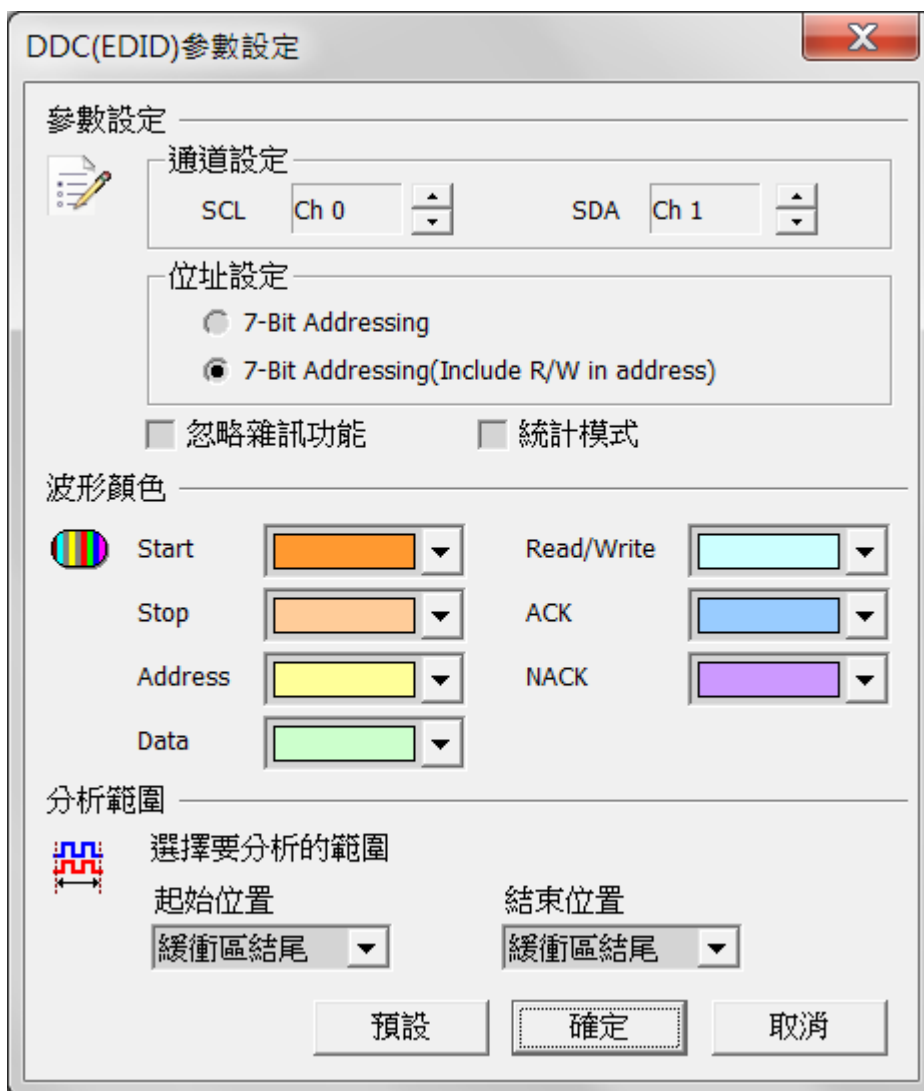 DDC(EDID)參數設定
參數設定
通道設定
SCL Ch 0 SDA Ch 1
位址設定
7-Bit Addressing
7-Bit Addressing(Include R/W in address)
忽略雜訊功能 統計模式
波形顏色
Start Read/Write
Stop ACK
Address NACK
Data
分析範圍
選擇要分析的範圍
起始位置 結束位置
緩衝區結尾 緩衝區結尾
預設 確定 取消